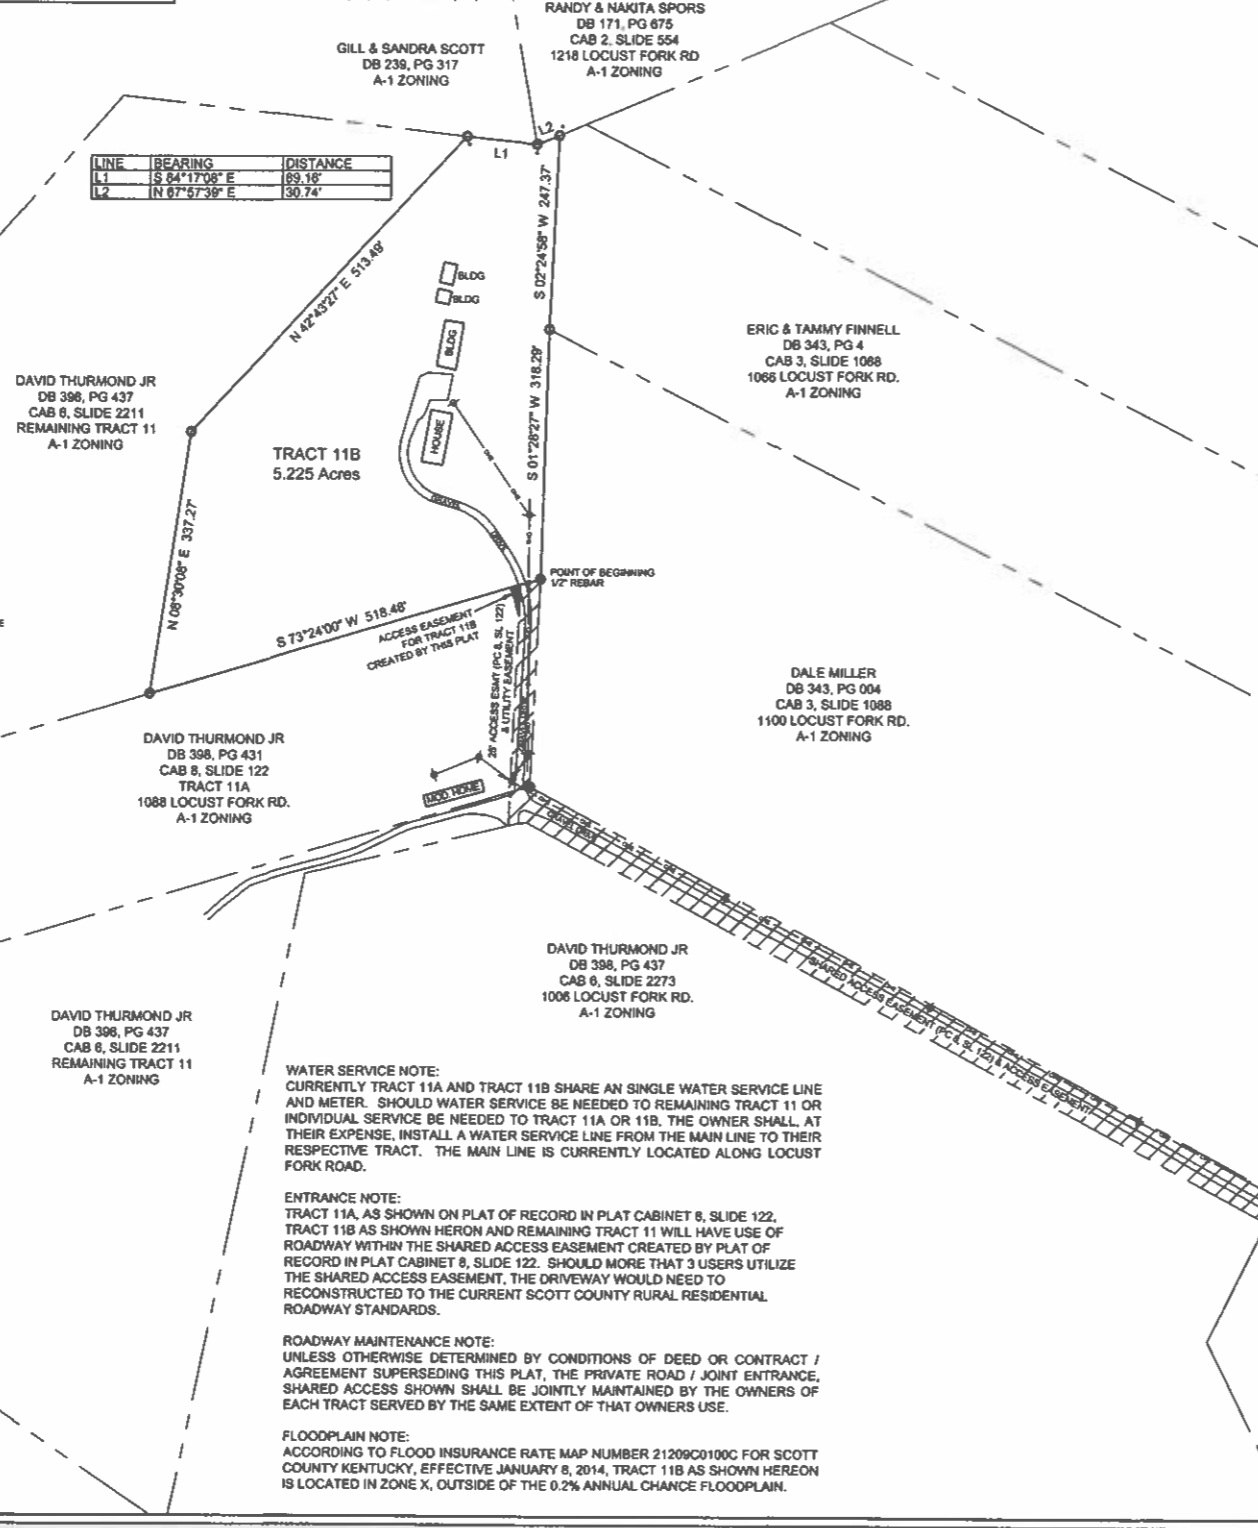 RANDY & NAKITA SPORS
DB 171, PG 675
CAB 2, SLIDE 554
1218 LOCUST FORK RD
A-1 ZONING
GILL & SANDRA SCOTT
DB 239, PG 317
A-1 ZONING
L2
L1
LINE BEARING DISTANCE
L1 S 84°17'08" E 89.16'
L2 N 67°57'39" E 30.74'
S 02°24'58" W 247.37'
N 42°43'27" E 513.49'
BLDG
BLDG
BLDG
ERIC & TAMMY FINNELL
DB 343, PG 4
CAB 3, SLIDE 1068
1066 LOCUST FORK RD.
A-1 ZONING
S 01°28'27" W 318.29'
DAVID THURMOND JR
DB 398, PG 437
CAB 6, SLIDE 2211
REMAINING TRACT 11
A-1 ZONING
HOUSE
TRACT 11B
5.225 Acres
GRAVEL
DRIVE
N 08°30'08" E 337.27'
POINT OF BEGINNING
1/2" REBAR
S 73°24'00" W 518.48'
ACCESS EASEMENT
FOR TRACT 11B
CREATED BY THIS PLAT
26' ACCESS ESMT (PC 8, SL 122)
& UTILITY EASEMENT
DALE MILLER
DB 343, PG 004
CAB 3, SLIDE 1088
1100 LOCUST FORK RD.
A-1 ZONING
DAVID THURMOND JR
DB 398, PG 431
CAB 8, SLIDE 122
TRACT 11A
1088 LOCUST FORK RD.
A-1 ZONING
MOD. HOME
GRAVEL DRIVE
SHARED ACCESS EASEMENT (PC 8, SL 122) & ACCESS EASEMENT
DAVID THURMOND JR
DB 398, PG 437
CAB 6, SLIDE 2273
1006 LOCUST FORK RD.
A-1 ZONING
DAVID THURMOND JR
DB 398, PG 437
CAB 6, SLIDE 2211
REMAINING TRACT 11
A-1 ZONING
WATER SERVICE NOTE:
CURRENTLY TRACT 11A AND TRACT 11B SHARE AN SINGLE WATER SERVICE LINE
AND METER. SHOULD WATER SERVICE BE NEEDED TO REMAINING TRACT 11 OR
INDIVIDUAL SERVICE BE NEEDED TO TRACT 11A OR 11B, THE OWNER SHALL, AT
THEIR EXPENSE, INSTALL A WATER SERVICE LINE FROM THE MAIN LINE TO THEIR
RESPECTIVE TRACT. THE MAIN LINE IS CURRENTLY LOCATED ALONG LOCUST
FORK ROAD.
ENTRANCE NOTE:
TRACT 11A, AS SHOWN ON PLAT OF RECORD IN PLAT CABINET 8, SLIDE 122,
TRACT 11B AS SHOWN HERON AND REMAINING TRACT 11 WILL HAVE USE OF
ROADWAY WITHIN THE SHARED ACCESS EASEMENT CREATED BY PLAT OF
RECORD IN PLAT CABINET 8, SLIDE 122. SHOULD MORE THAT 3 USERS UTILIZE
THE SHARED ACCESS EASEMENT, THE DRIVEWAY WOULD NEED TO
RECONSTRUCTED TO THE CURRENT SCOTT COUNTY RURAL RESIDENTIAL
ROADWAY STANDARDS.
ROADWAY MAINTENANCE NOTE:
UNLESS OTHERWISE DETERMINED BY CONDITIONS OF DEED OR CONTRACT /
AGREEMENT SUPERSEDING THIS PLAT, THE PRIVATE ROAD / JOINT ENTRANCE,
SHARED ACCESS SHOWN SHALL BE JOINTLY MAINTAINED BY THE OWNERS OF
EACH TRACT SERVED BY THE SAME EXTENT OF THAT OWNERS USE.
FLOODPLAIN NOTE:
ACCORDING TO FLOOD INSURANCE RATE MAP NUMBER 21209C0100C FOR SCOTT
COUNTY KENTUCKY, EFFECTIVE JANUARY 8, 2014, TRACT 11B AS SHOWN HEREON
IS LOCATED IN ZONE X, OUTSIDE OF THE 0.2% ANNUAL CHANCE FLOODPLAIN.